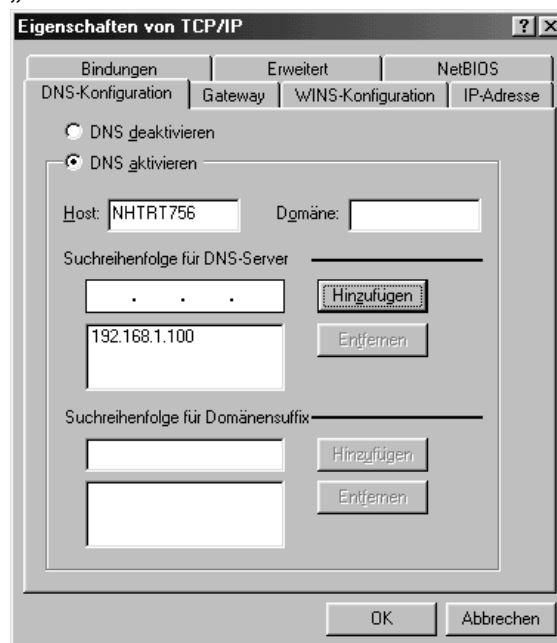 „
Eigenschaften von TCP/IP
Bindungen Erweitert NetBIOS
DNS-Konfiguration Gateway WINS-Konfiguration IP-Adresse
DNS deaktivieren
DNS aktivieren
Host: NHTRT756 Domäne:
Suchreihenfolge für DNS-Server
. . . Hinzufügen
192.168.1.100 Entfernen
Suchreihenfolge für Domänensuffix
Hinzufügen
Entfernen
OK Abbrechen